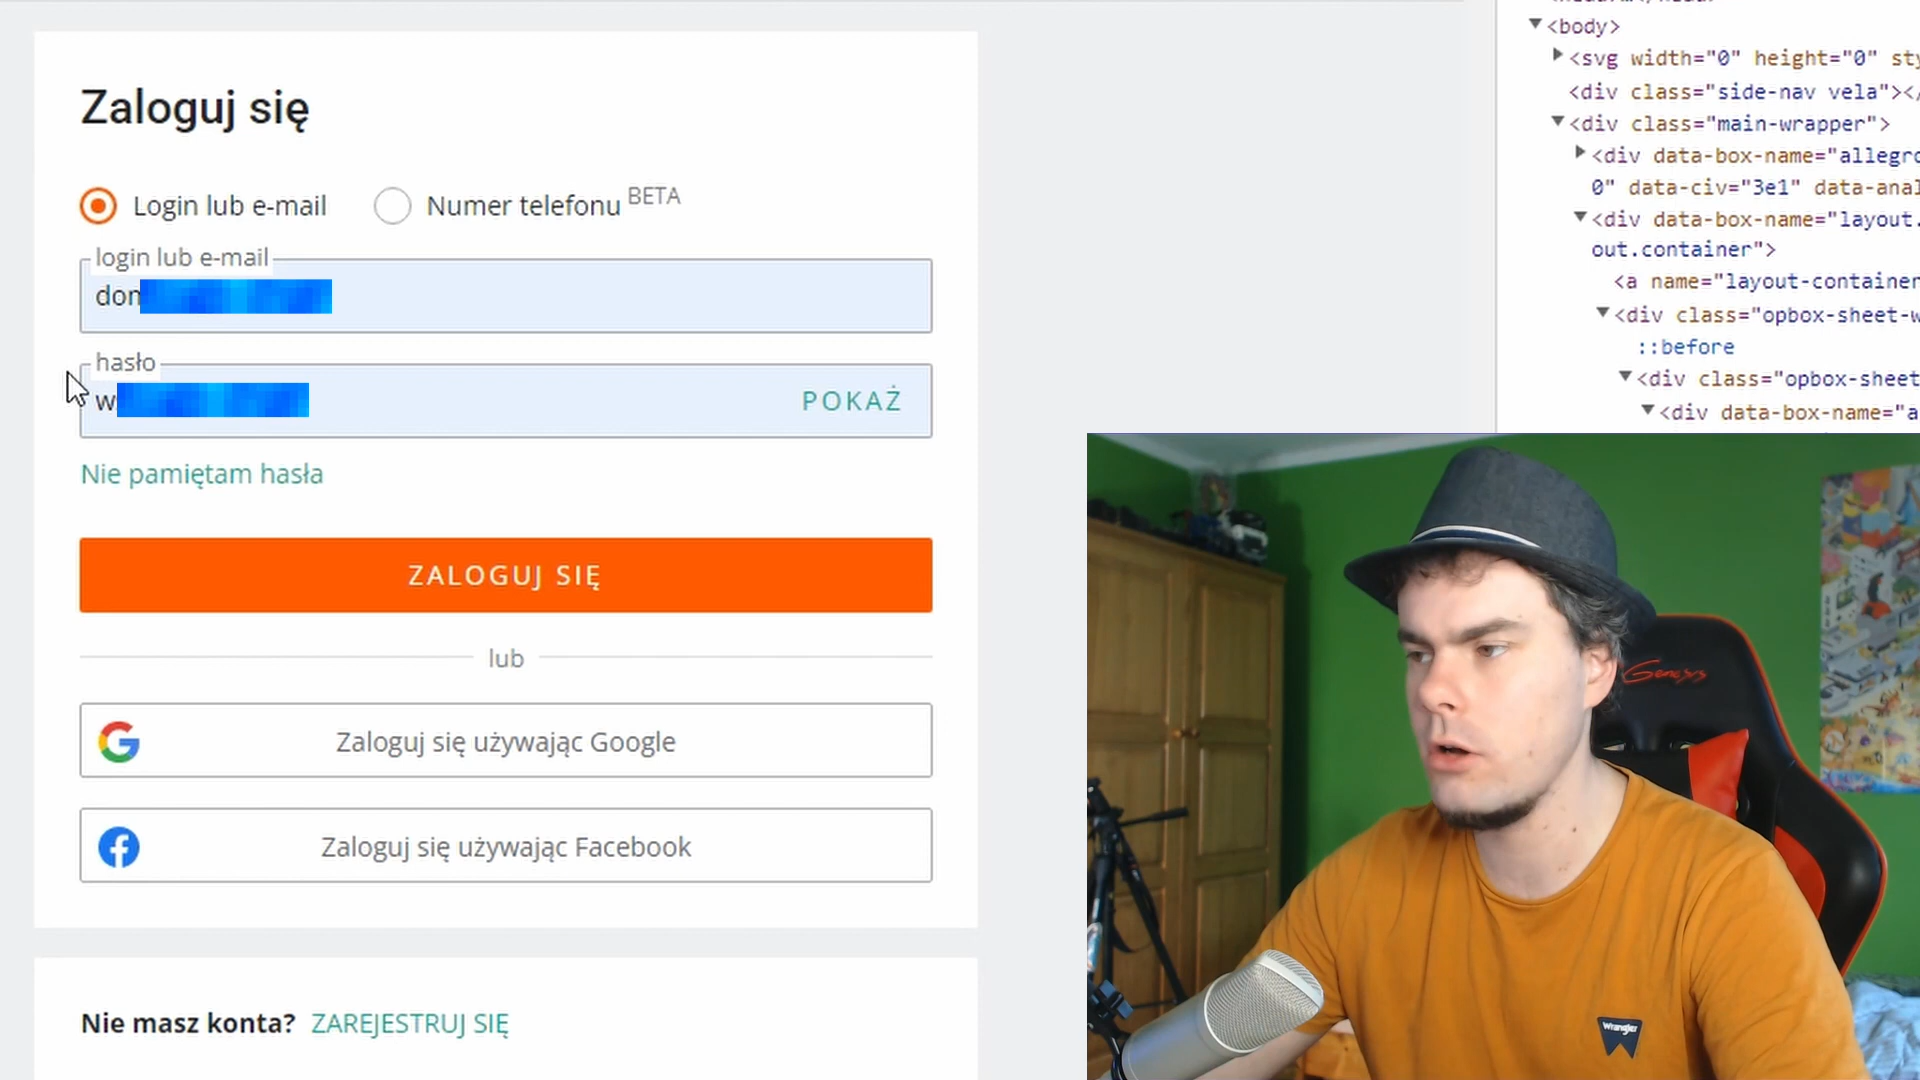 Zaloguj się
Login lub e-mail
Numer telefonu BETA
login lub e-mail
don
hasło
w
POKAŻ
Nie pamiętam hasła
ZALOGUJ SIĘ
lub
Zaloguj się używając Google
Zaloguj się używając Facebook
Nie masz konta? ZAREJESTRUJ SIĘ
<body>
<svg width="0" height="0" sty
<div class="side-nav vela"></
<div class="main-wrapper">
<div data-box-name="allegro
0" data-civ="3e1" data-anal
<div data-box-name="layout.
out.container">
<a name="layout-container
<div class="opbox-sheet-w
::before
<div class="opbox-sheet
<div data-box-name="a
Genesis
Wrangler